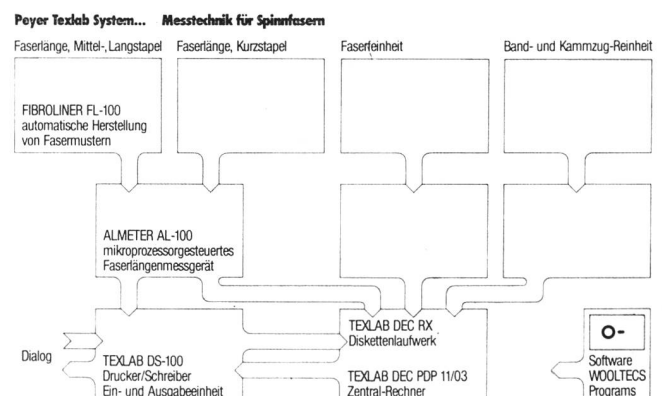 Peyer Texlab System... Messtechnik für Spinnfasern
Faserlänge, Mittel-, Langstapel
Faserlänge, Kurzstapel
Faserfeinheit
Band- und Kammzug-Reinheit
FIBROLINER FL-100
automatische Herstellung
von Fasermustern
ALMETER AL-100
mikroprozessorgesteuertes
Faserlängenmessgerät
Dialog
TEXLAB DS-100
Drucker/Schreiber
Ein- und Ausgabeeinheit
TEXLAB DEC RX
Diskettenlaufwerk
TEXLAB DEC PDP 11/03
Zentral-Rechner
O-
Software
WOOLTECS
Programs